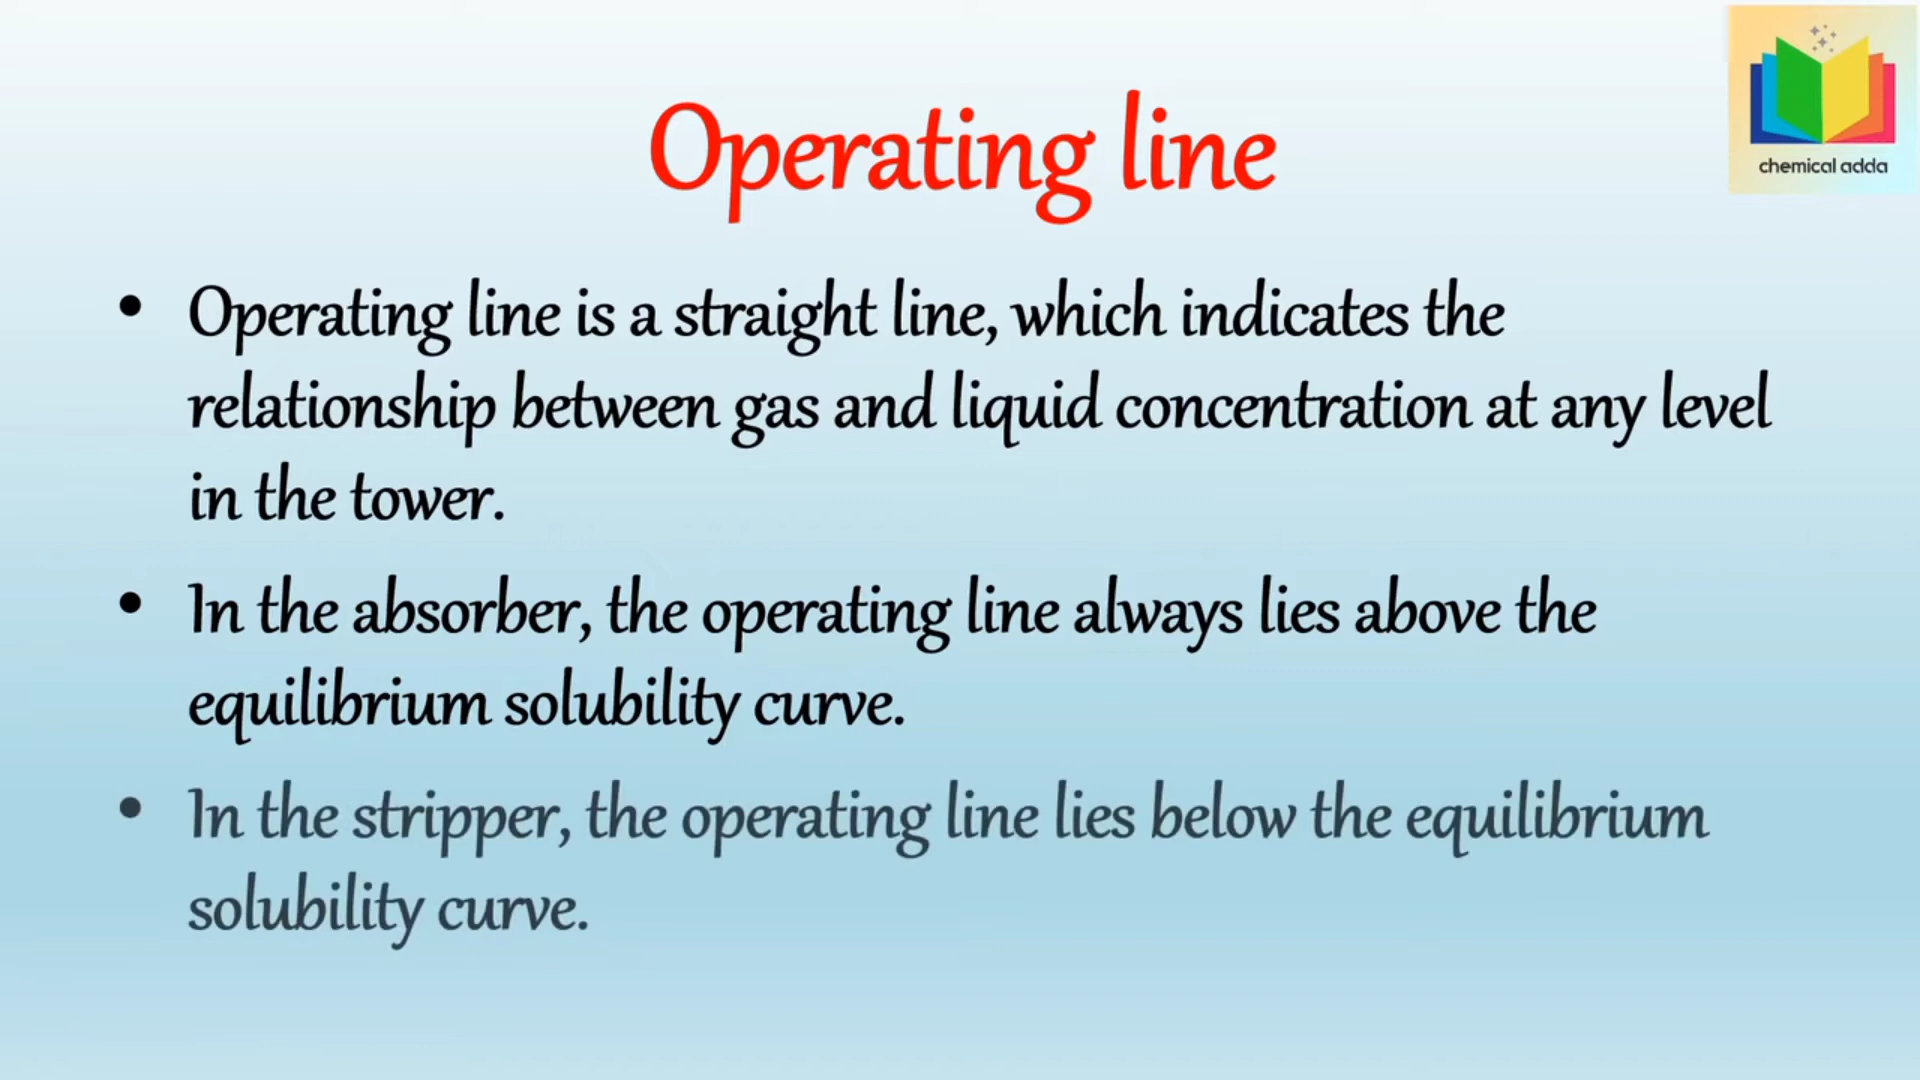 chemical adda
Operating line
• Operating line is a straight line, which indicates the
relationship between gas and liquid concentration at any level
in the tower.
• In the absorber, the operating line always lies above the
equilibrium solubility curve.
• In the stripper, the operating line lies below the equilibrium
solubility curve.